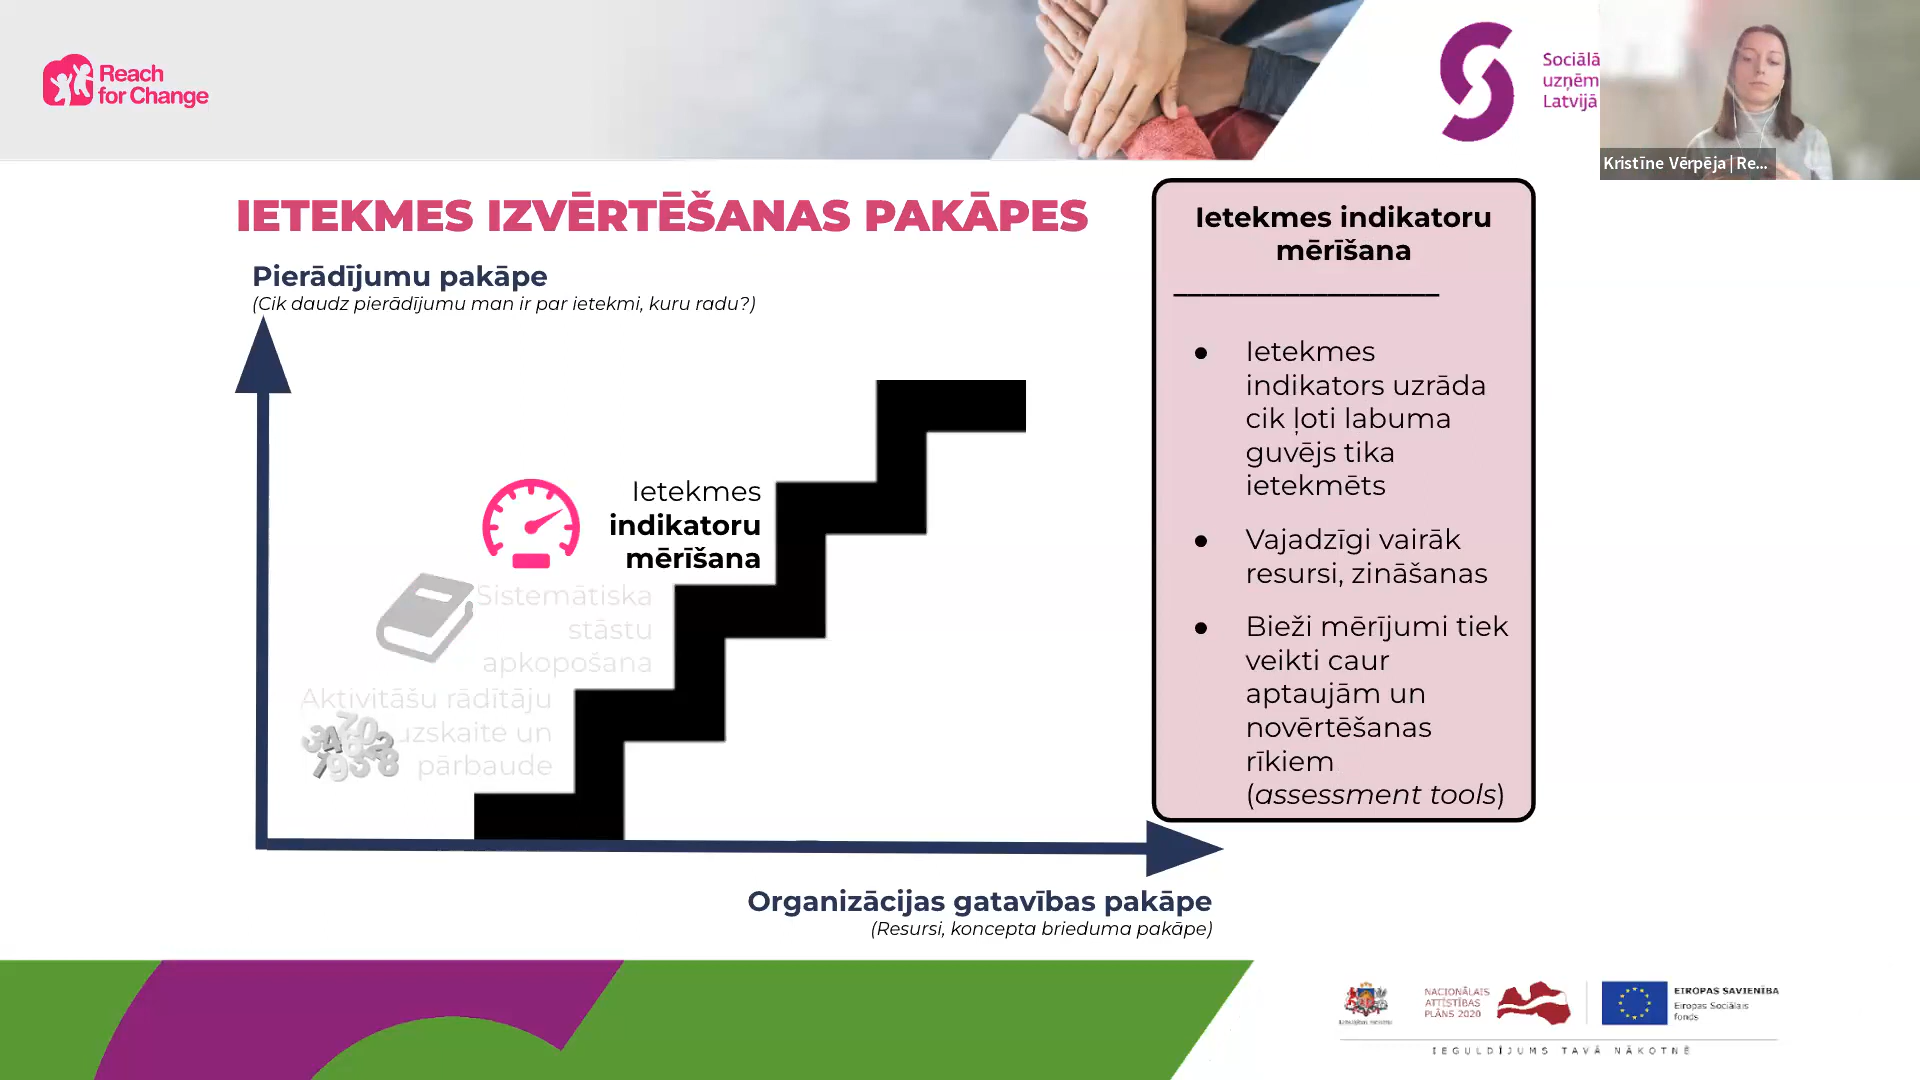 Reach
for Change
Sociālā
uzņēm
Latvijā
Kristīne Vērpēja | Re...
IETEKMES IZVĒRTĒŠANAS PAKĀPES
Pierādījumu pakāpe
(Cik daudz pierādījumu man ir par ietekmi, kuru radu?)
Ietekmes
indikatoru
mērīšana
Sistemātiska
stāstu
apkopošana
Aktivitāšu rādītāju
uzskaite un
pārbaude
Organizācijas gatavības pakāpe
(Resursi, koncepta brieduma pakāpe)
Ietekmes indikatoru
mērīšana
● Ietekmes
indikators uzrāda
cik ļoti labuma
guvējs tika
ietekmēts
● Vajadzīgi vairāk
resursi, zināšanas
● Bieži mērījumi tiek
veikti caur
aptaujām un
novērtēšanas
rīkiem
(assessment tools)
NACIONĀLAIS
ATTĪSTĪBAS
PLĀNS 2020
EIROPAS SAVIENĪBA
Eiropas Sociālais
fonds
IEGULDĪJUMS TAVĀ NĀKOTNĒ